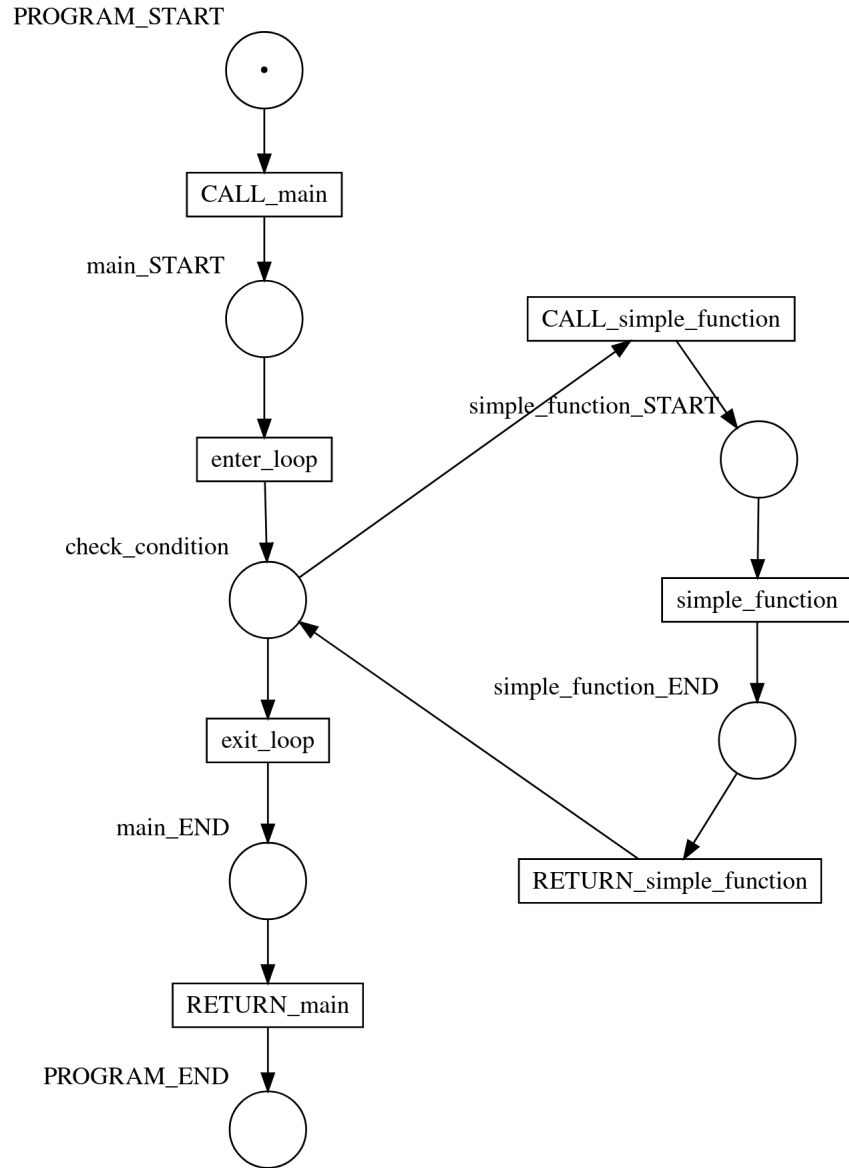 PROGRAM_START
CALL_main
main_START
CALL_simple_function
simple_function_START
enter_loop
check_condition
simple_function
simple_function_END
exit_loop
main_END
RETURN_simple_function
RETURN_main
PROGRAM_END